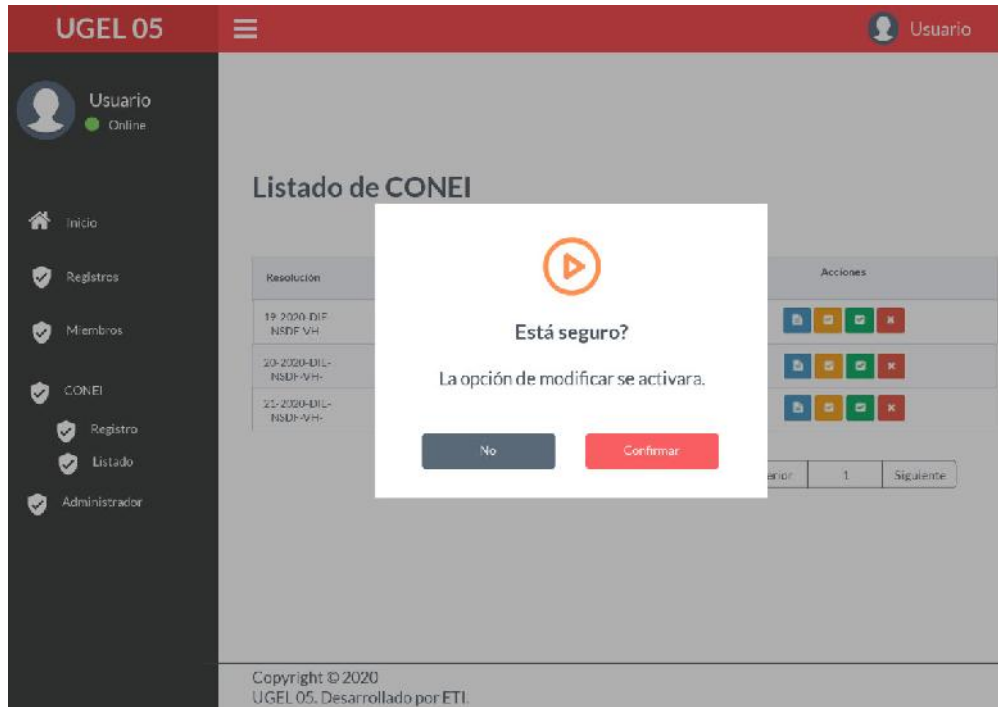 UGEL 05
Usuario
Usuario
Online
Inicio
Registros
Miembros
CONEI
Registro
Listado
Administrador
Listado de CONEI
Resolución
Acciones
19-2020-DIE-
NSDF-VH-
20-2020-DIE-
NSDF-VH-
21-2020-DIE-
NSDF-VH-
Está seguro?
La opción de modificar se activara.
No
Confirmar
erior
1
Siguiente
Copyright © 2020
UGEL 05. Desarrollado por ETI.